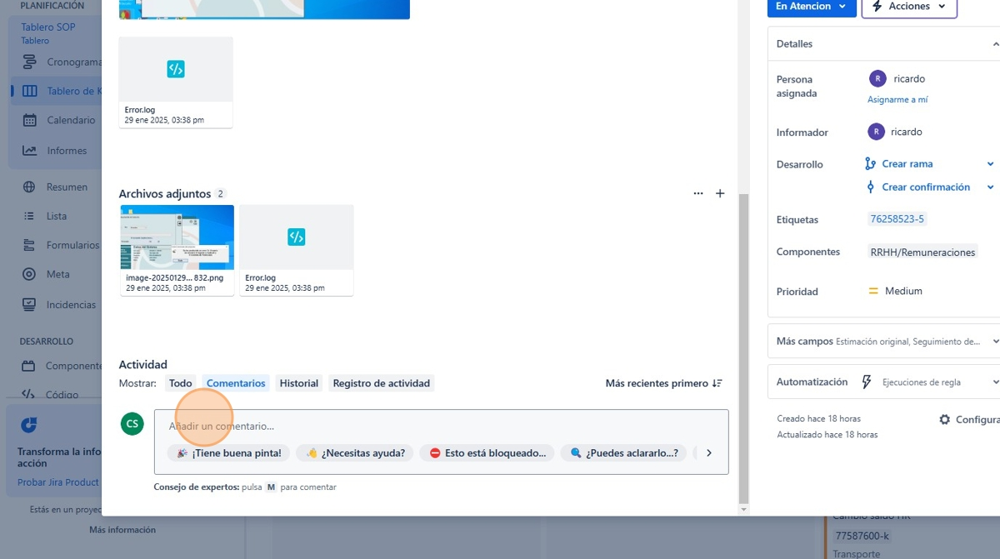 PLANIFICACIÓN
Tablero SOP
Tablero
Cronograma
Tablero de K
Calendario
Informes
Resumen
Lista
Formularios
Meta
Incidencias
DESARROLLO
Componente
Código
Transforma la info
acción
Probar Jira Product
Estás en un proyec
Más información
Error.log
29 ene 2025, 03:38 pm
Archivos adjuntos 2
image-20250129... 832.png
29 ene 2025, 03:38 pm
Error.log
29 ene 2025, 03:38 pm
Actividad
Mostrar: Todo Comentarios Historial Registro de actividad Más recientes primero
CS
Añadir un comentario...
¡Tiene buena pinta! ¿Necesitas ayuda? Esto está bloqueado... ¿Puedes aclararlo...?
Consejo de expertos: pulsa M para comentar
En Atencion Acciones
Detalles
Persona asignada R ricardo
Asignarme a mí
Informador R ricardo
Desarrollo Crear rama
Crear confirmación
Etiquetas 76258523-5
Componentes RRHH/Remuneraciones
Prioridad Medium
Más campos Estimación original, Seguimiento de...
Automatización Ejecuciones de regla
Creado hace 18 horas Configura
Actualizado hace 18 horas
Cambio saldo HR
77587600-k
Transporte